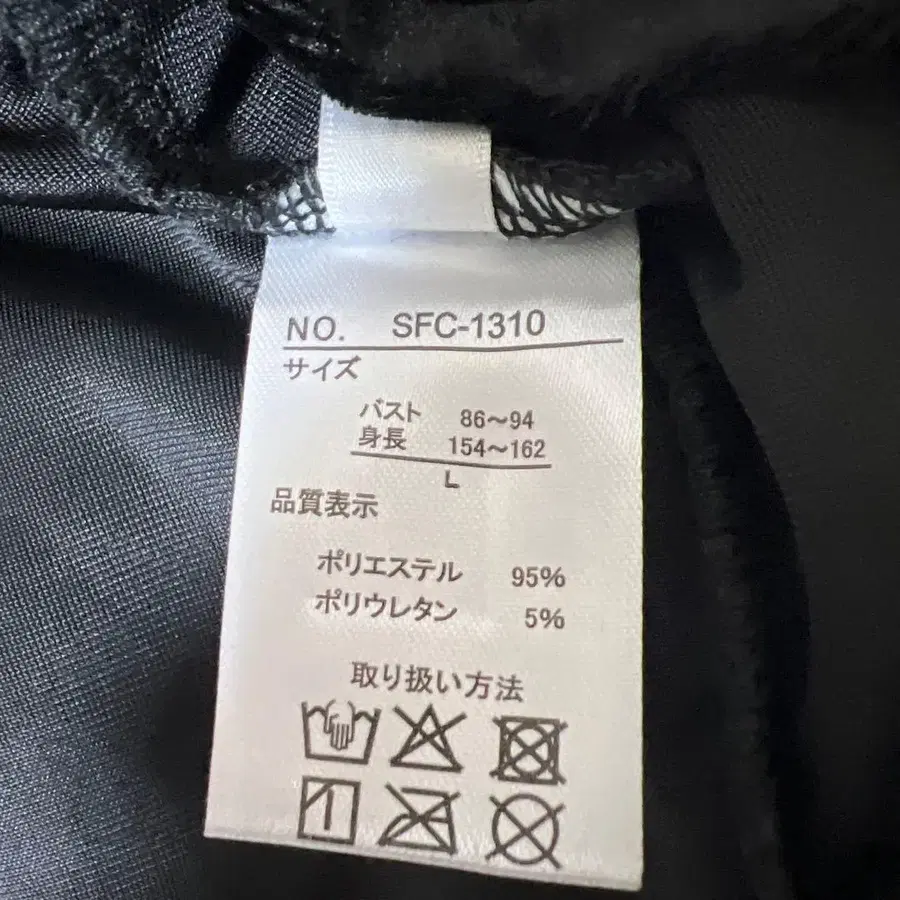 NO. SFC-1310
サイズ
バスト 86～94
身長 154～162
L
品質表示
ポリエステル 95%
ポリウレタン 5%
取り扱い方法